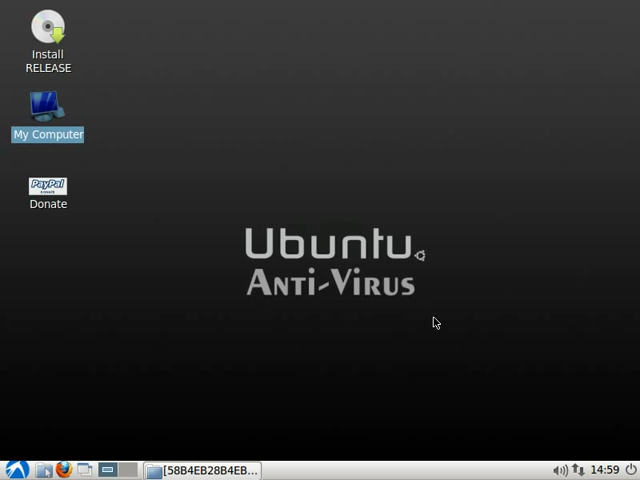 Install
RELEASE
My Computer
PayPal
DONATE
Donate
Ubuntu
Anti-Virus
[58B4EB28B4EB...
14:59